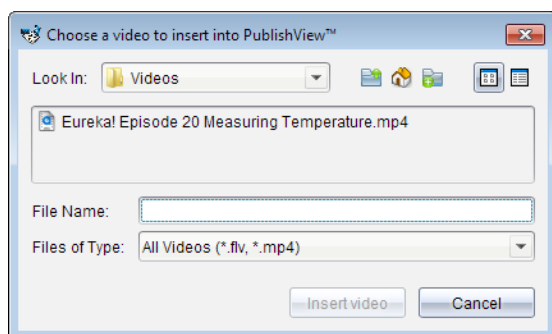 Choose a video to insert into PublishView™
Look In: Videos
Eureka! Episode 20 Measuring Temperature.mp4
File Name:
Files of Type: All Videos (*.flv, *.mp4)
Insert video Cancel